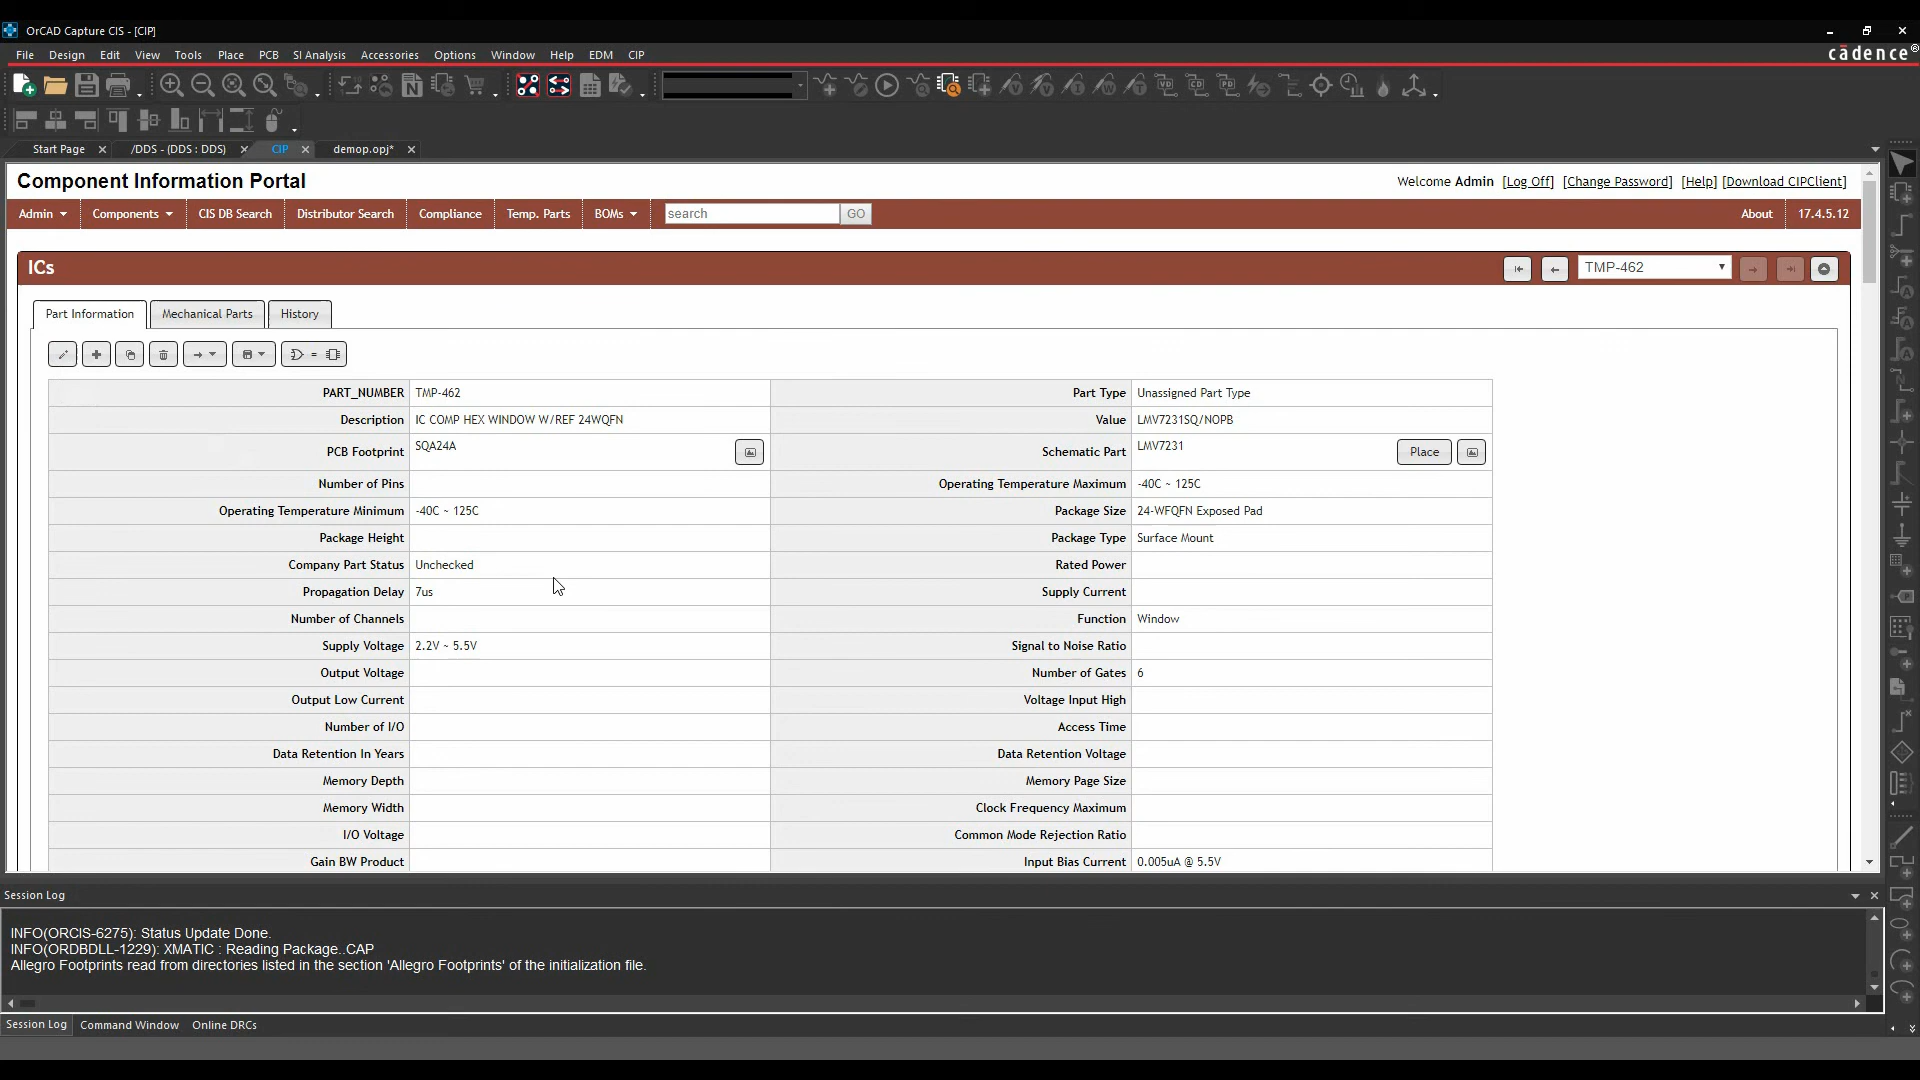 OrCAD Capture CIS - [CIP]
File Design Edit View Tools Place PCB SI Analysis Accessories Options Window Help EDM CIP
cādence®
Start Page /DDS - (DDS : DDS) CIP demop.opj*
Component Information Portal
Welcome Admin [Log Off] [Change Password] [Help] [Download CIPClient]
Admin Components CIS DB Search Distributor Search Compliance Temp. Parts BOMs search GO About 17.4.5.12
ICs TMP-462
Part Information Mechanical Parts History
PART_NUMBER TMP-462 Part Type Unassigned Part Type
Description IC COMP HEX WINDOW W/REF 24WQFN Value LMV7231SQ/NOPB
PCB Footprint SQA24A Schematic Part LMV7231 Place
Number of Pins Operating Temperature Maximum -40C ~ 125C
Operating Temperature Minimum -40C ~ 125C Package Size 24-WFQFN Exposed Pad
Package Height Package Type Surface Mount
Company Part Status Unchecked Rated Power
Propagation Delay 7us Supply Current
Number of Channels Function Window
Supply Voltage 2.2V ~ 5.5V Signal to Noise Ratio
Output Voltage Number of Gates 6
Output Low Current Voltage Input High
Number of I/O Access Time
Data Retention In Years Data Retention Voltage
Memory Depth Memory Page Size
Memory Width Clock Frequency Maximum
I/O Voltage Common Mode Rejection Ratio
Gain BW Product Input Bias Current 0.005uA @ 5.5V
Session Log
INFO(ORCIS-6275): Status Update Done.
INFO(ORDBDLL-1229): XMATIC : Reading Package..CAP
Allegro Footprints read from directories listed in the section 'Allegro Footprints' of the initialization file.
Session Log Command Window Online DRCs